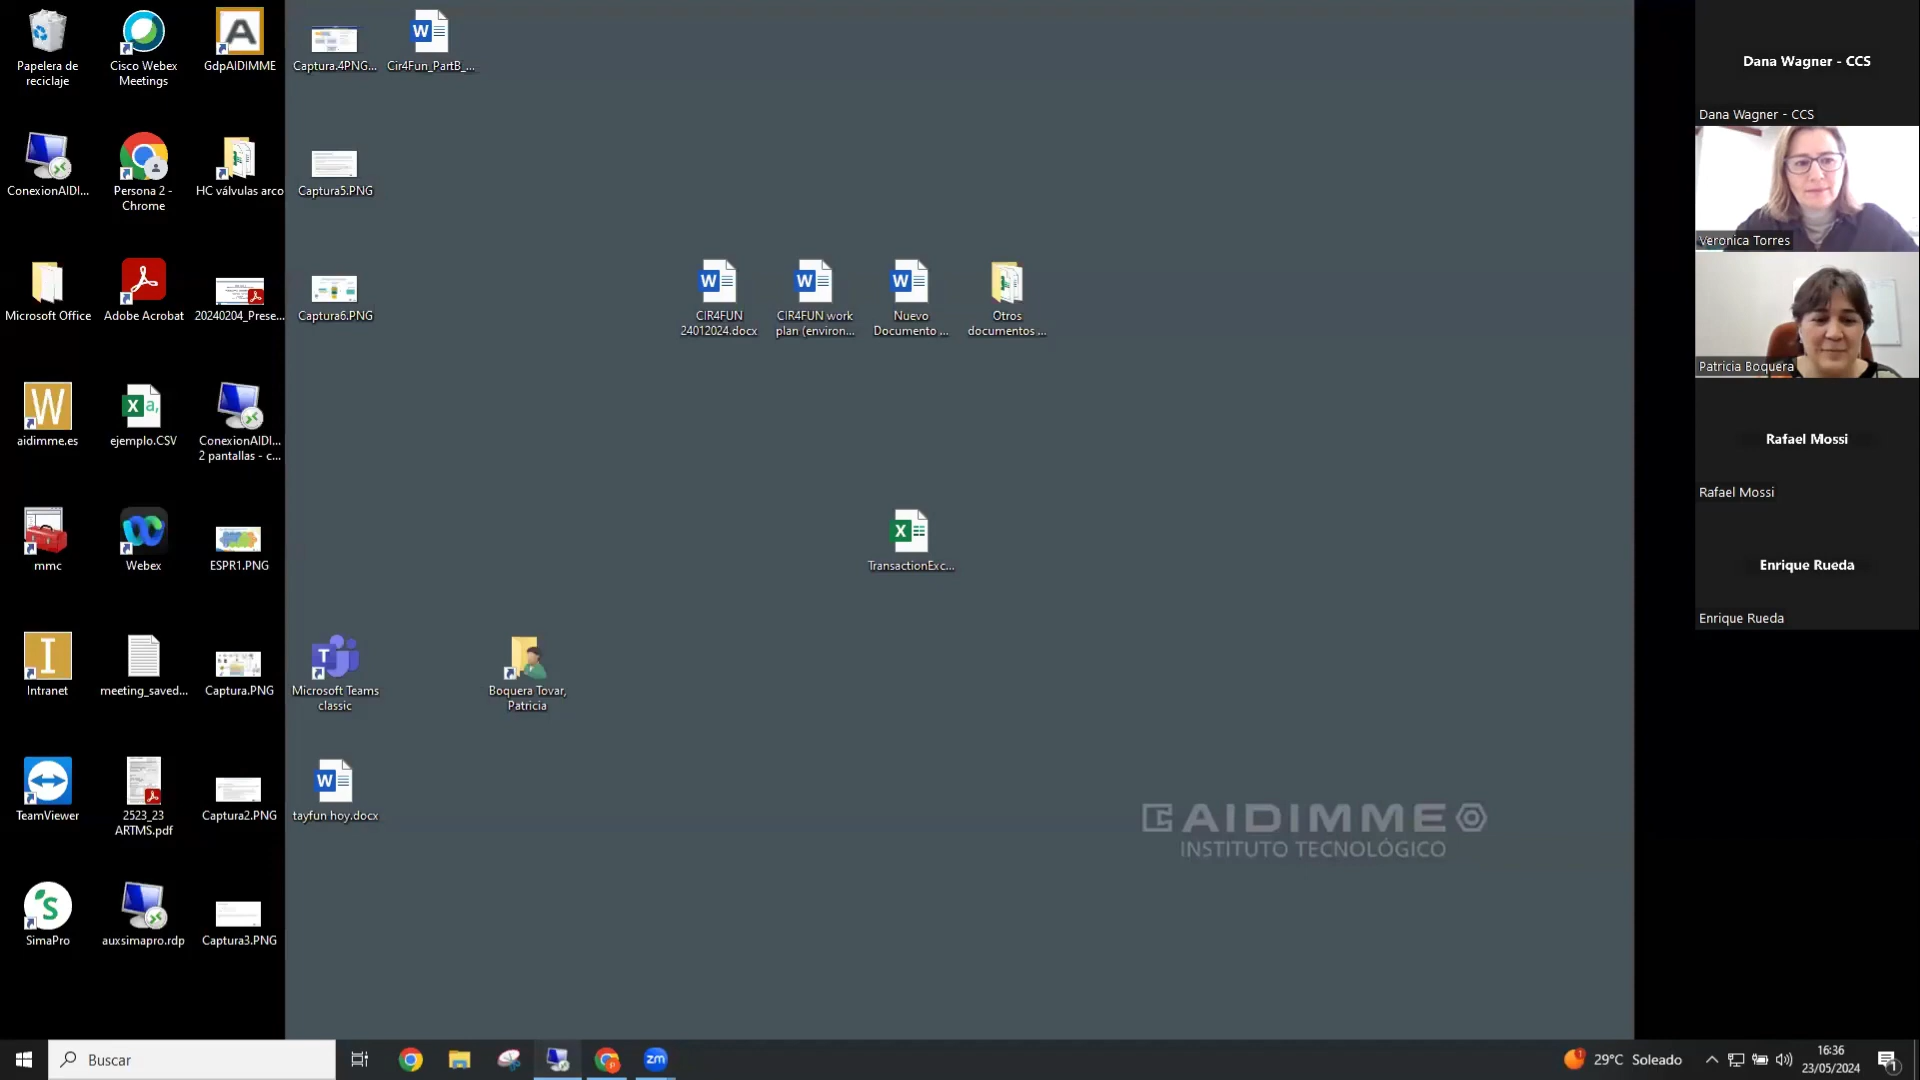 Papelera de
reciclaje
Cisco Webex
Meetings
GdpAIDIMME
Captura.4PNG...
Cir4Fun_PartB_...
ConexionAIDI...
Persona 2 -
Chrome
HC válvulas arco
Captura5.PNG
Microsoft Office
Adobe Acrobat
20240204_Prese...
Captura6.PNG
CIR4FUN
24012024.docx
CIR4FUN work
plan (environ...
Nuevo
Documento ...
Otros
documentos ...
aidimme.es
ejemplo.CSV
ConexionAIDI...
2 pantallas - c...
mmc
Webex
ESPR1.PNG
TransactionExc...
Intranet
meeting_saved...
Captura.PNG
Microsoft Teams
classic
Boquera Tovar,
Patricia
TeamViewer
2523_23
ARTMS.pdf
Captura2.PNG
tayfun hoy.docx
AIDIMME
INSTITUTO TECNOLÓGICO
SimaPro
auxsimapro.rdp
Captura3.PNG
Dana Wagner - CCS
Dana Wagner - CCS
Veronica Torres
Patricia Boquera
Rafael Mossi
Rafael Mossi
Enrique Rueda
Enrique Rueda
Buscar
zm
29°C Soleado
16:36
23/05/2024